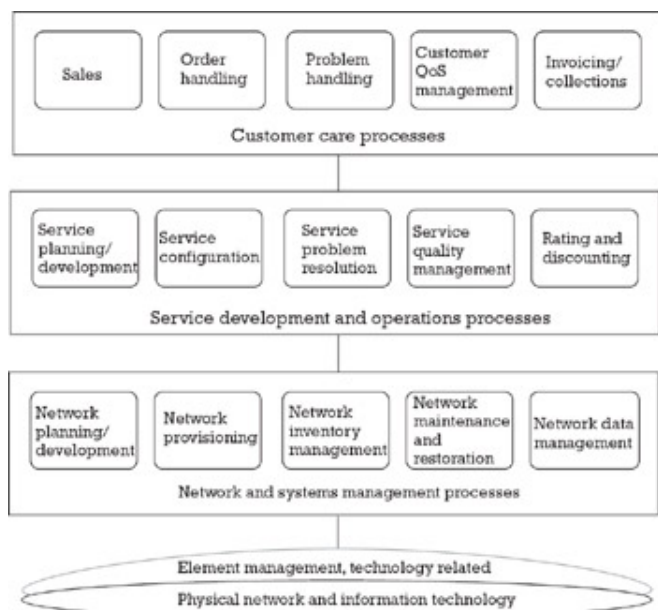 Sales
Order
handling
Problem
handling
Customer
QoS
management
Invoicing/
collections
Customer care processes
Service
planning/
development
Service
configuration
Service
problem
resolution
Service
quality
management
Rating and
discounting
Service development and operations processes
Network
planning/
development
Network
provisioning
Network
inventory
management
Network
maintenance
and
restoration
Network data
management
Network and systems management processes
Element management, technology related
Physical network and information technology